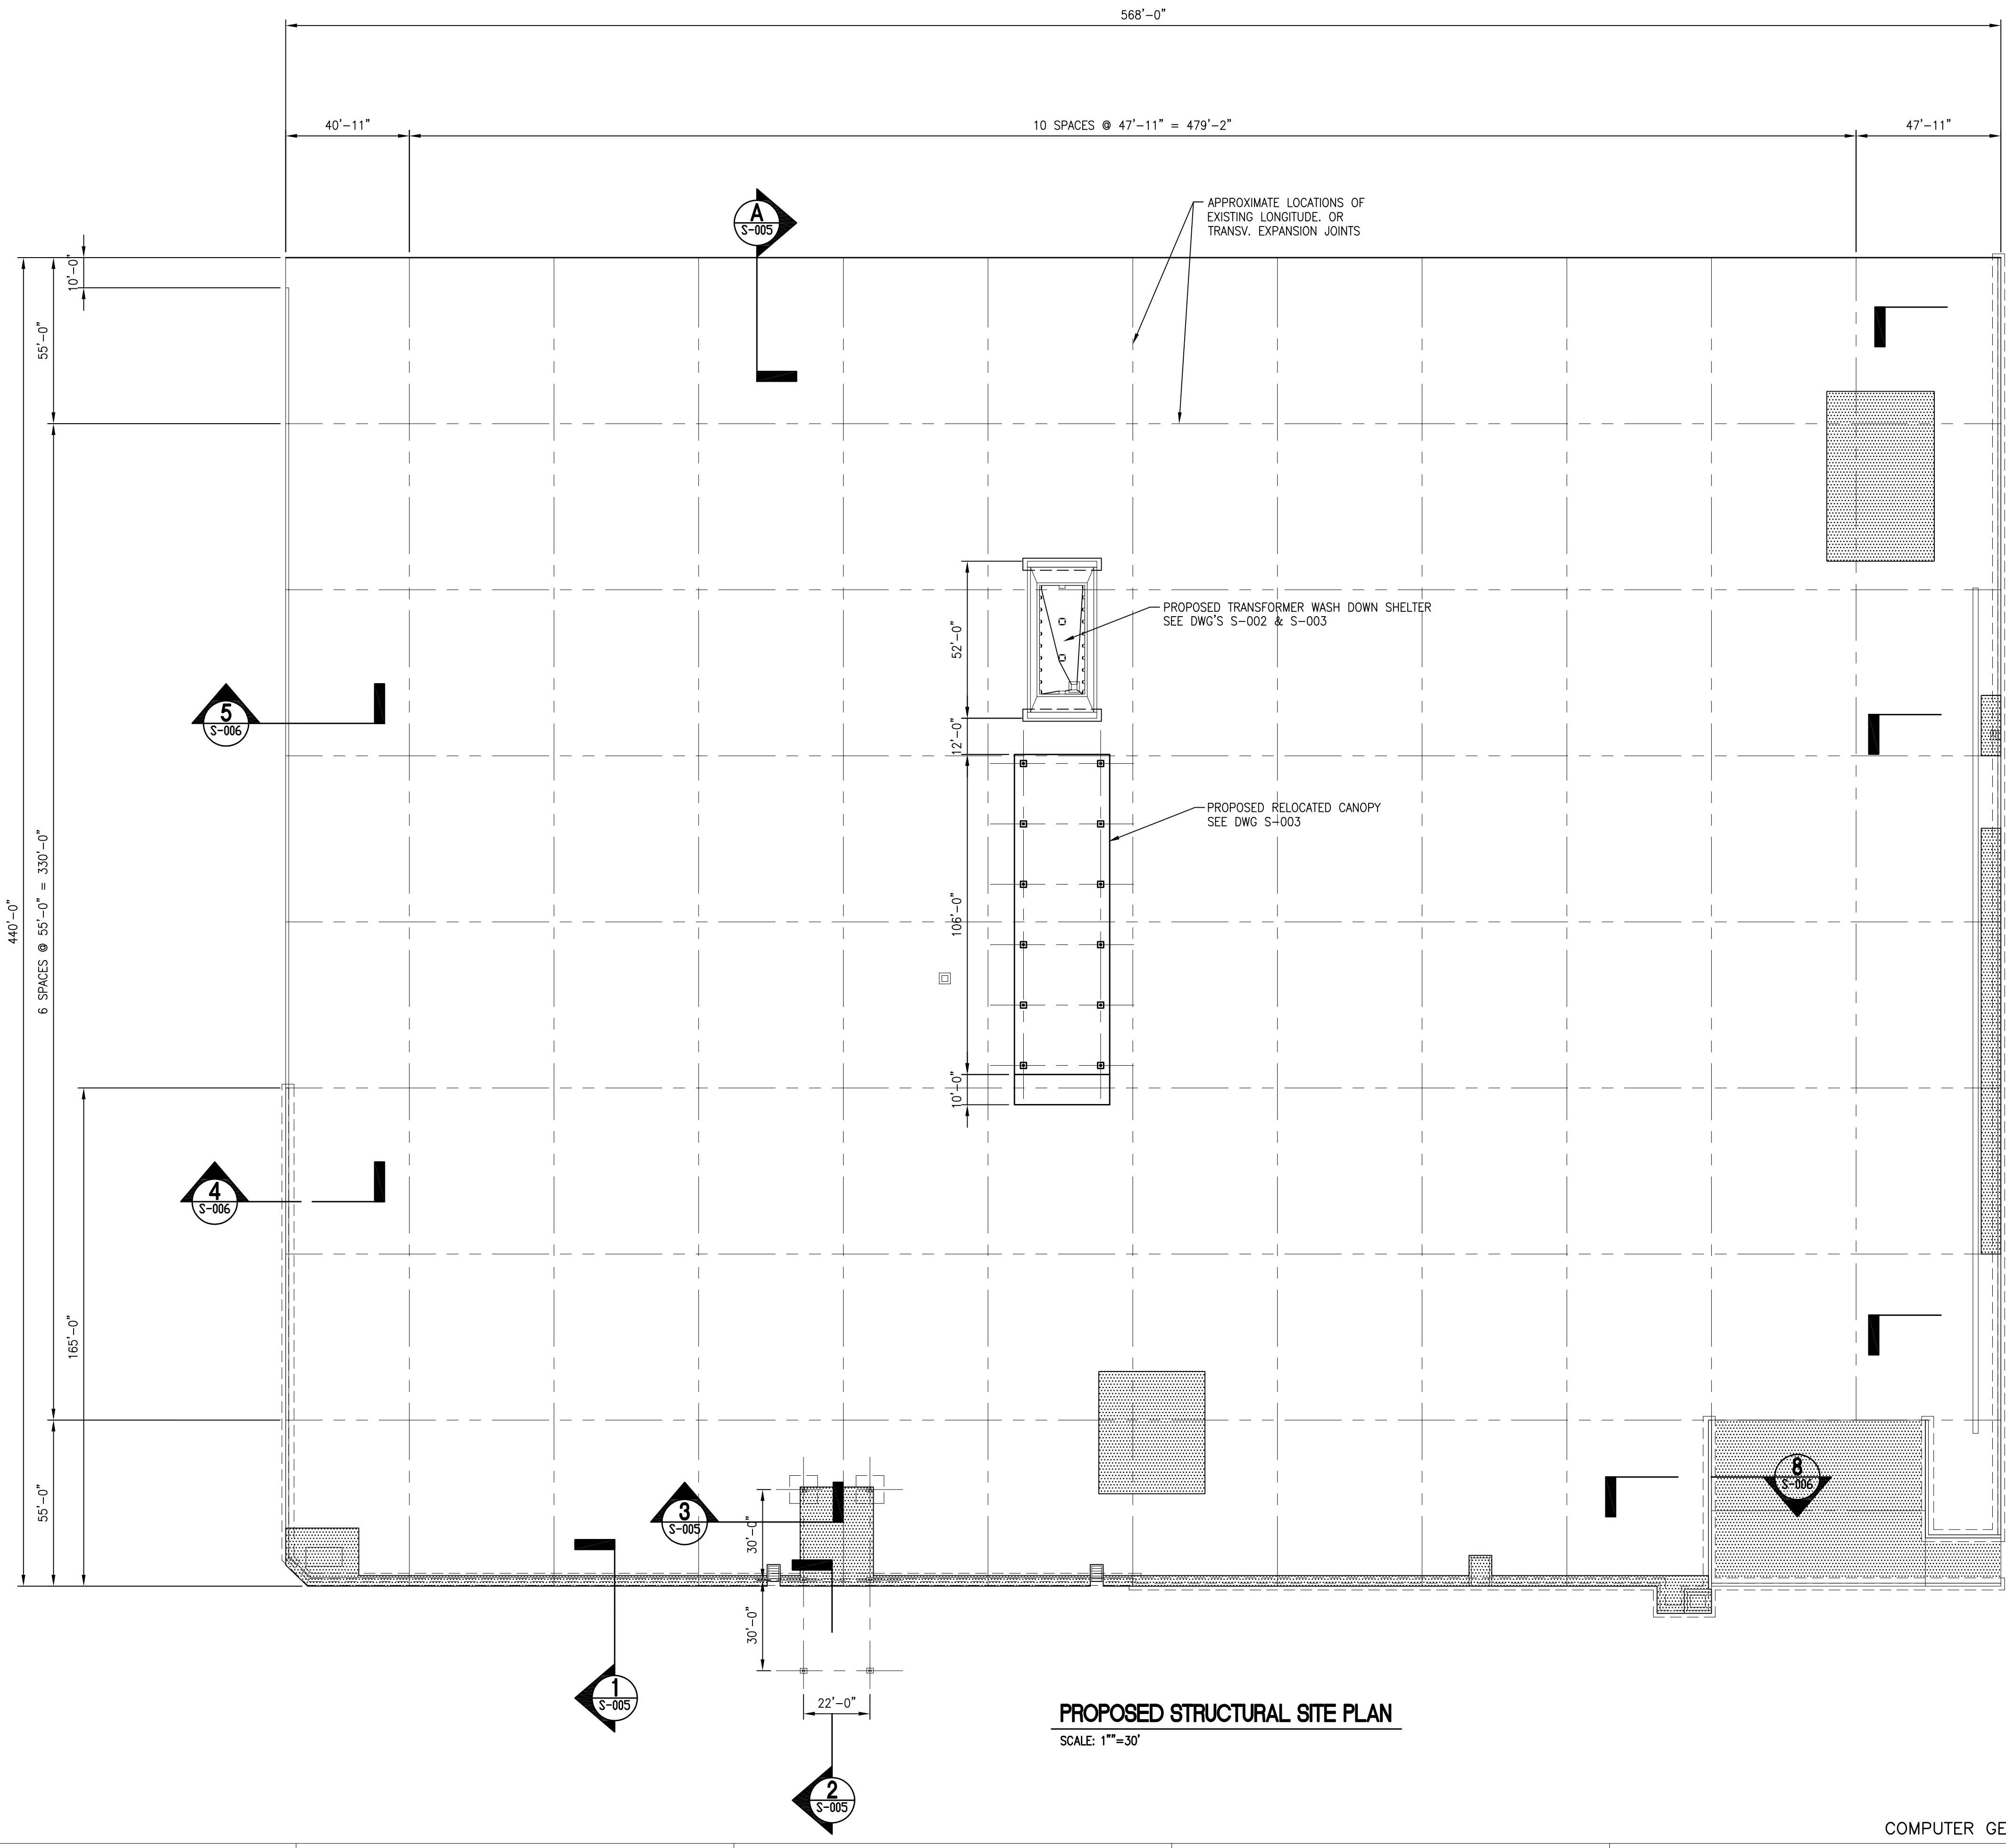 568'-0"
40'-11"
10 SPACES @ 47'-11" = 479'-2"
47'-11"
A
S-005
APPROXIMATE LOCATIONS OF
EXISTING LONGITUDE. OR
TRANSV. EXPANSION JOINTS
10'-0"
55'-0"
52'-0"
PROPOSED TRANSFORMER WASH DOWN SHELTER
SEE DWG'S S-002 & S-003
5
S-006
12'-0"
PROPOSED RELOCATED CANOPY
SEE DWG S-003
440'-0"
6 SPACES @ 55'-0" = 330'-0"
106'-0"
10'-0"
4
S-006
165'-0"
55'-0"
3
S-005
30'-0"
8
S-006
30'-0"
1
S-005
22'-0"
PROPOSED STRUCTURAL SITE PLAN
SCALE: 1""=30'
2
S-005
COMPUTER GE